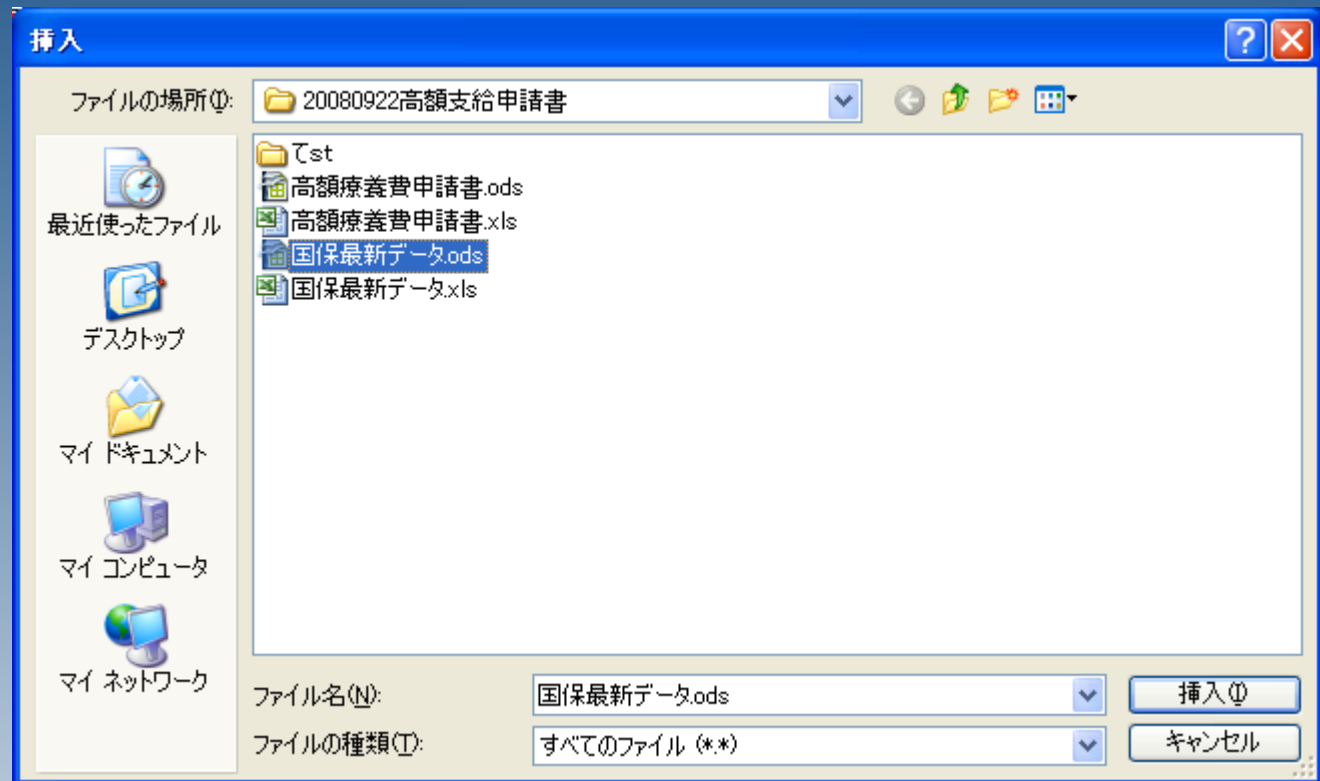 挿入
ファイルの場所(I):
20080922高額支給申請書
てst
高額療養費申請書.ods
高額療養費申請書.xls
国保最新データ.ods
国保最新データ.xls
最近使ったファイル
デスクトップ
マイ ドキュメント
マイ コンピュータ
マイ ネットワーク
ファイル名(N):
国保最新データ.ods
挿入(I)
ファイルの種類(T):
すべてのファイル (*.*)
キャンセル